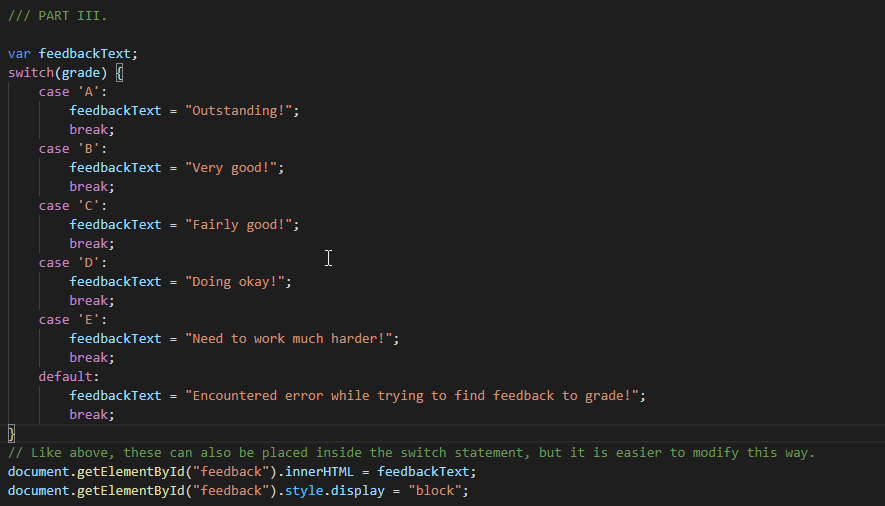 /// PART III.
var feedbackText;
switch(grade) {
    case 'A':
        feedbackText = "Outstanding!";
        break;
    case 'B':
        feedbackText = "Very good!";
        break;
    case 'C':
        feedbackText = "Fairly good!";
        break;
    case 'D':
        feedbackText = "Doing okay!";
        break;
    case 'E':
        feedbackText = "Need to work much harder!";
        break;
    default:
        feedbackText = "Encountered error while trying to find feedback to grade!";
        break;
}
// Like above, these can also be placed inside the switch statement, but it is easier to modify this way.
document.getElementById("feedback").innerHTML = feedbackText;
document.getElementById("feedback").style.display = "block";